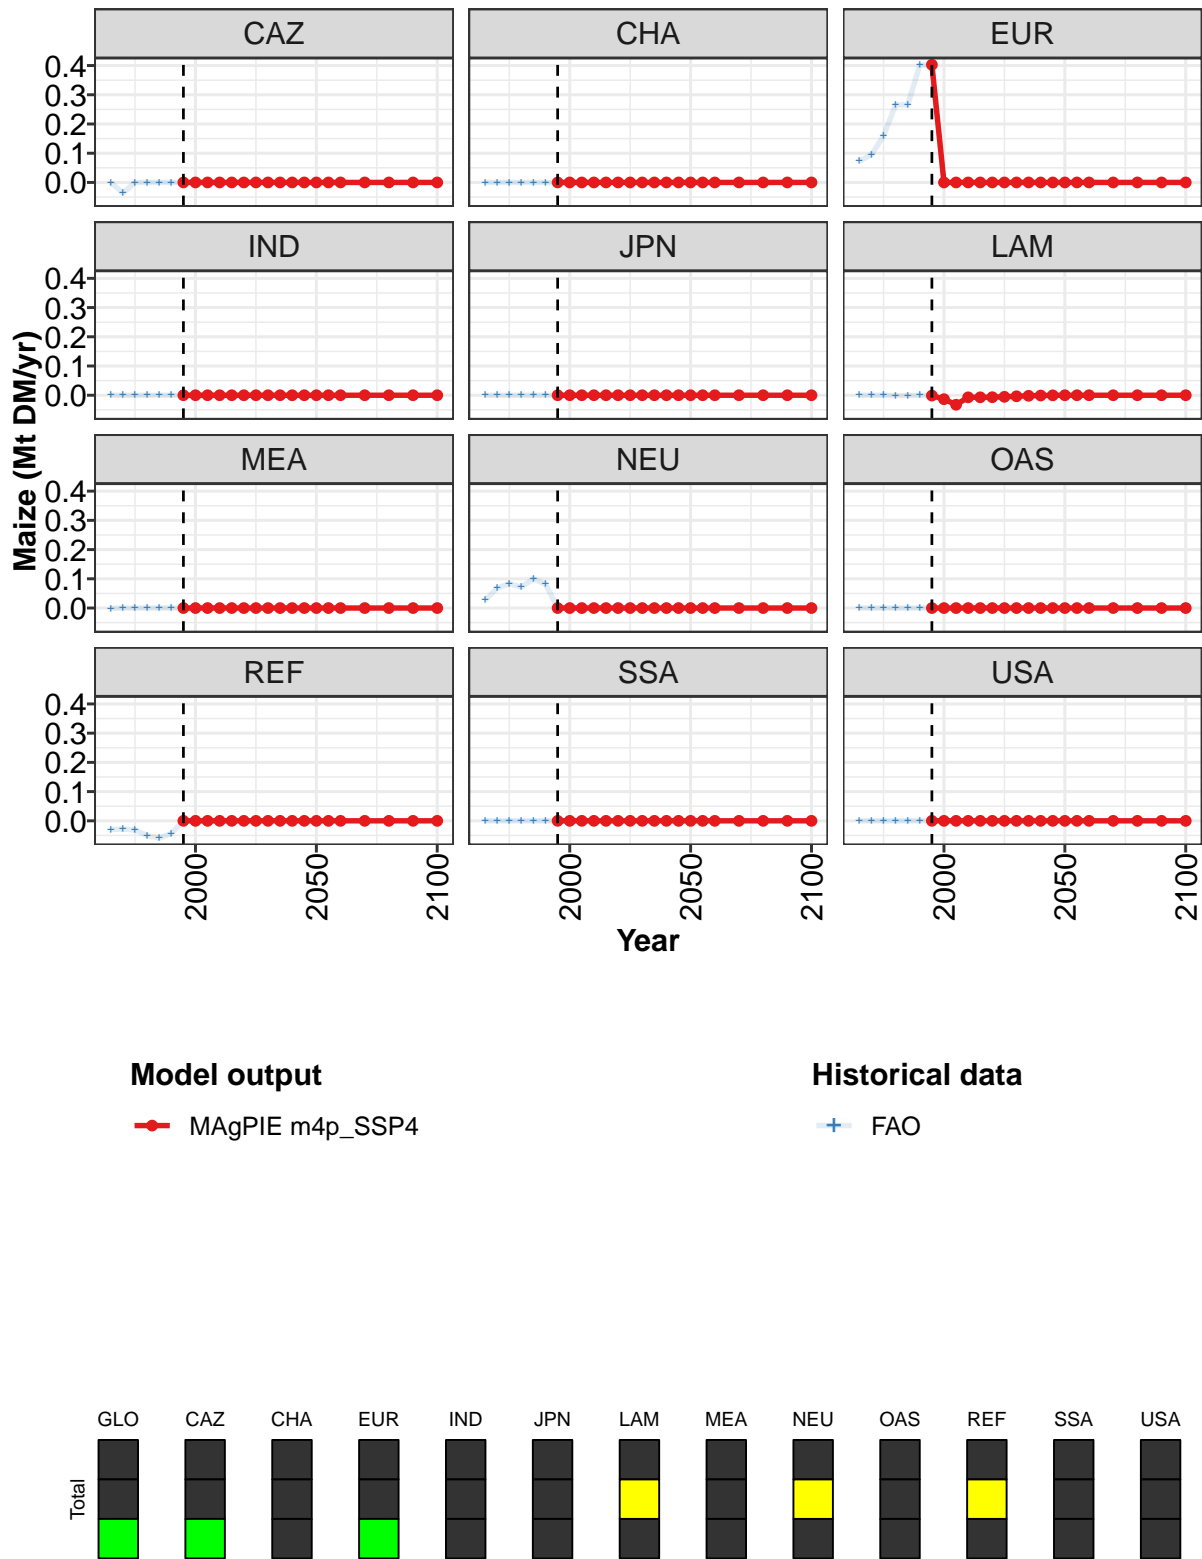 CAZ CHA EUR
0.4
0.3
0.2
0.1
0.0
IND JPN LAM
0.4
0.3
0.2
0.1
0.0
MEA NEU OAS
0.4
0.3
0.2
0.1
0.0
REF SSA USA
0.4
0.3
0.2
0.1
0.0
Maize (Mt DM/yr)
2000 2050 2100 2000 2050 2100 2000 2050 2100
Year
Model output Historical data
MAgPIE m4p_SSP4 FAO
GLO CAZ CHA EUR IND JPN LAM MEA NEU OAS REF SSA USA
Total